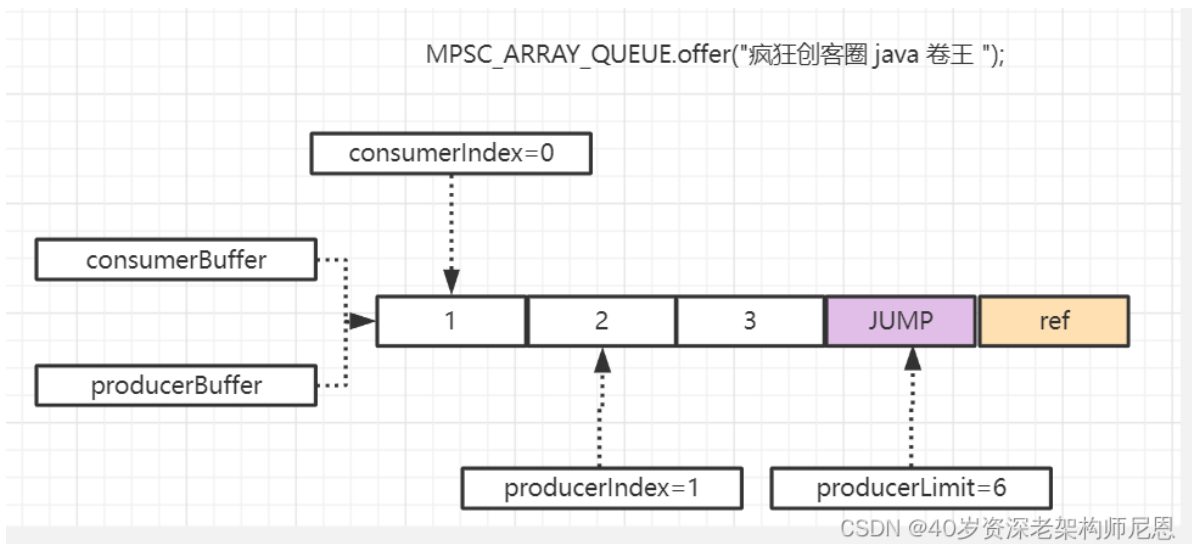 MPSC_ARRAY_QUEUE.offer("疯狂创客圈 java 卷王 ");
consumerIndex=0
consumerBuffer
1 2 3 JUMP ref
producerBuffer
producerIndex=1 producerLimit=6
CSDN @40岁资深老架构师尼恩